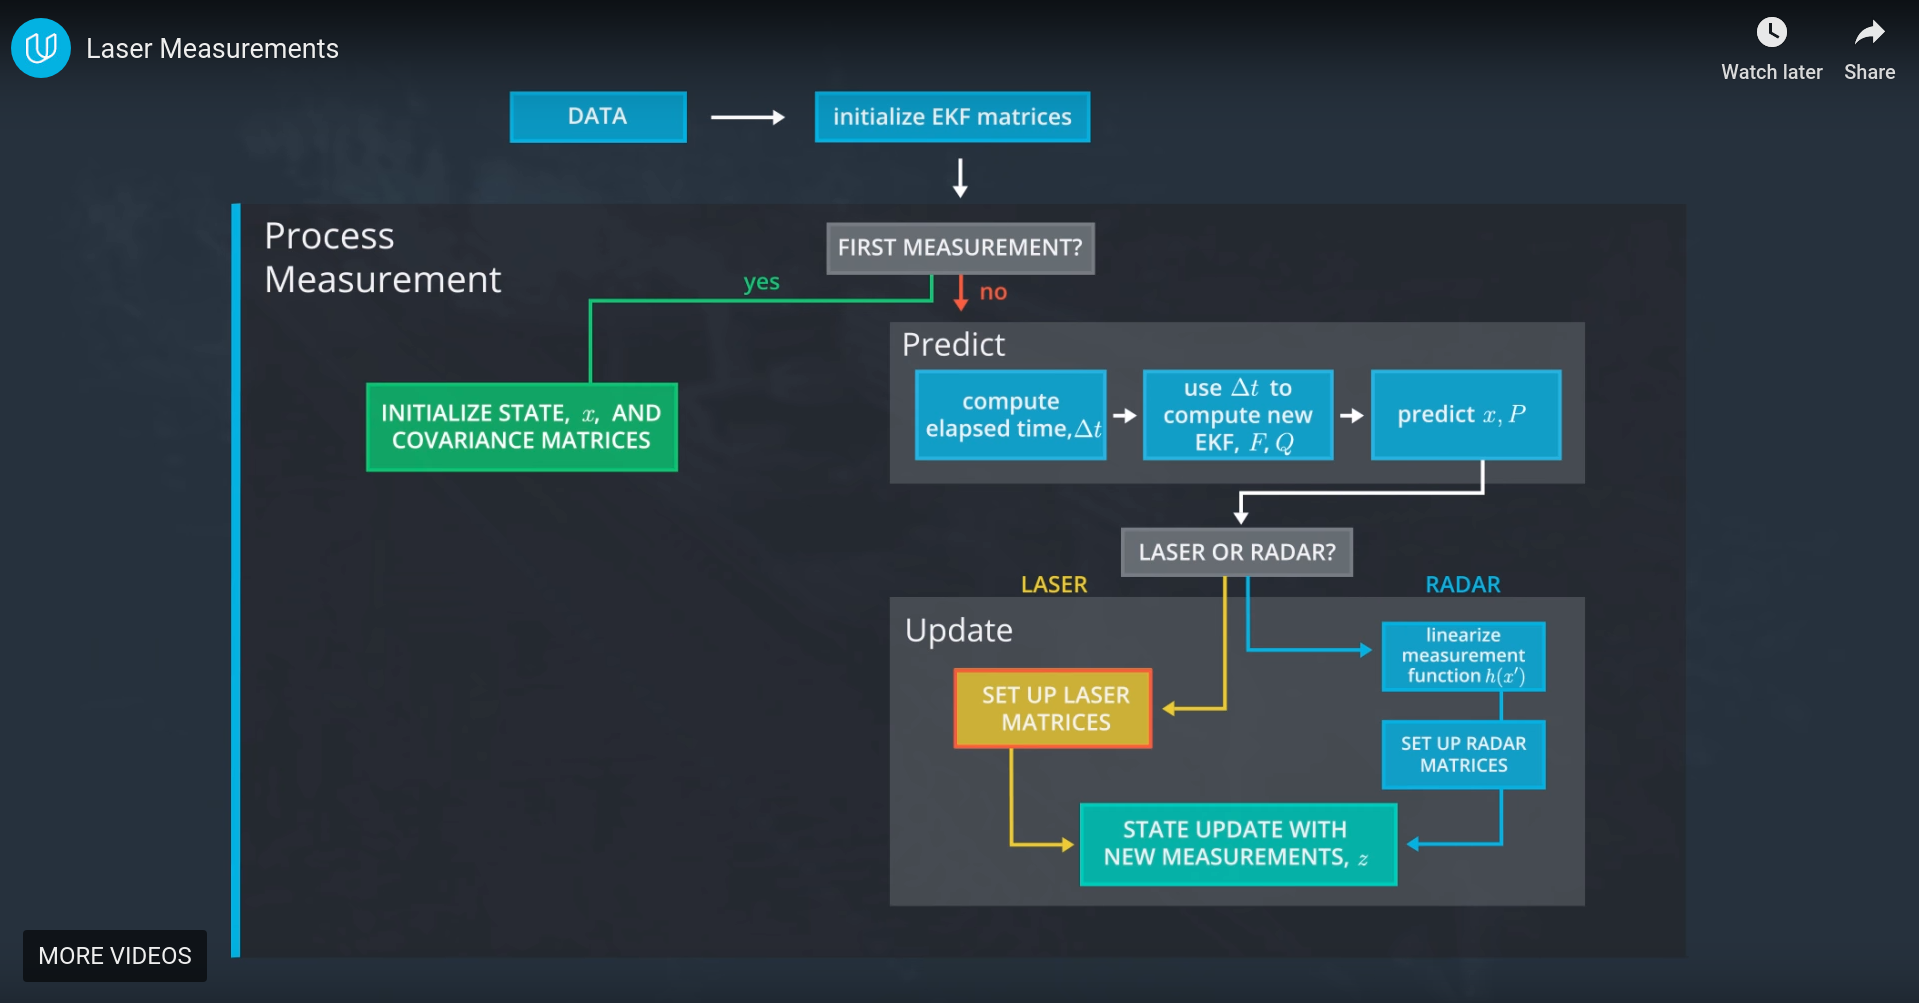 Laser Measurements
Watch later
Share
DATA
initialize EKF matrices
Process
Measurement
FIRST MEASUREMENT?
yes
no
Predict
compute
elapsed time, Δt
use Δt to
compute new
EKF, F, Q
predict x, P
INITIALIZE STATE, x, AND
COVARIANCE MATRICES
LASER OR RADAR?
LASER
RADAR
Update
linearize
measurement
function h(x′)
SET UP LASER
MATRICES
SET UP RADAR
MATRICES
STATE UPDATE WITH
NEW MEASUREMENTS, z
MORE VIDEOS